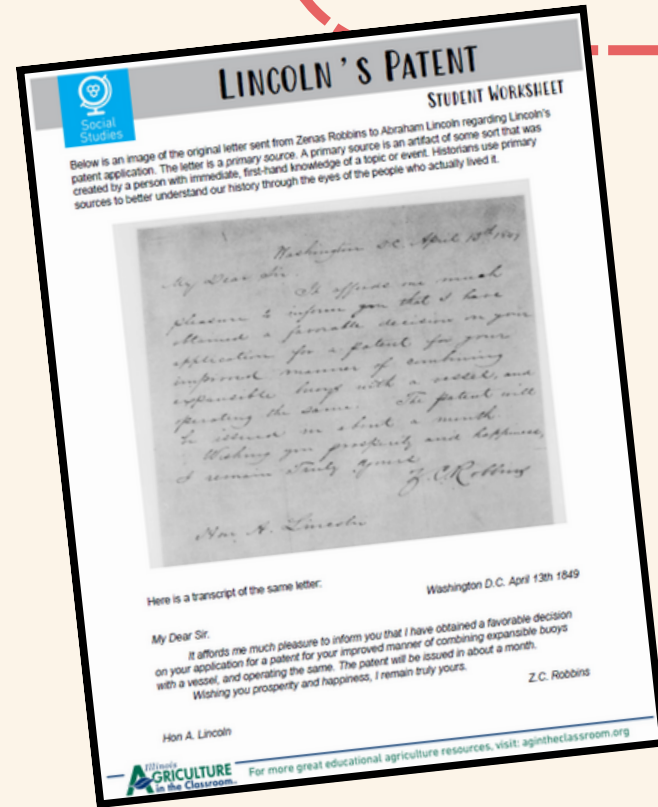 LINCOLN'S PATENT
STUDENT WORKSHEET
Social
Studies
Below is an image of the original letter sent from Zenas Robbins to Abraham Lincoln regarding Lincoln's
patent application. The letter is a primary source. A primary source is an artifact of some sort that was
created by a person with immediate, first-hand knowledge of a topic or event. Historians use primary
sources to better understand our history through the eyes of the people who actually lived it.
Washington DC. April 13th 1849
My Dear Sir.
It affords me much
pleasure to inform you that I have
obtained a favorable decision on your
application for a patent for your
improved manner of combining
expansible buoys with a vessel, and
operating the same. The patent will
be issued in about a month
Wishing you prosperity and happiness,
I remain Truly Yours
Z. C. Robbins
Hon. A. Lincoln
Here is a transcript of the same letter:
Washington D.C. April 13th 1849
My Dear Sir.
It affords me much pleasure to inform you that I have obtained a favorable decision
on your application for a patent for your improved manner of combining expansible buoys
with a vessel, and operating the same. The patent will be issued in about a month.
Wishing you prosperity and happiness, I remain truly yours.
Z.C. Robbins
Hon A. Lincoln
Illinois
AGRICULTURE
in the Classroom
For more great educational agriculture resources, visit: agintheclassroom.org